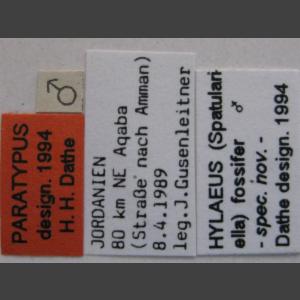 ♂
PARATYPUS
design. 1994
H. H. Dathe
JORDANIEN
80 km NE Aqaba
(Straße nach Amman)
8.4.1989
leg.J.Gusenleitner
HYLAEUS (Spatulari
ella) fossifer ♂
- spec. nov. -
Dathe design. 1994